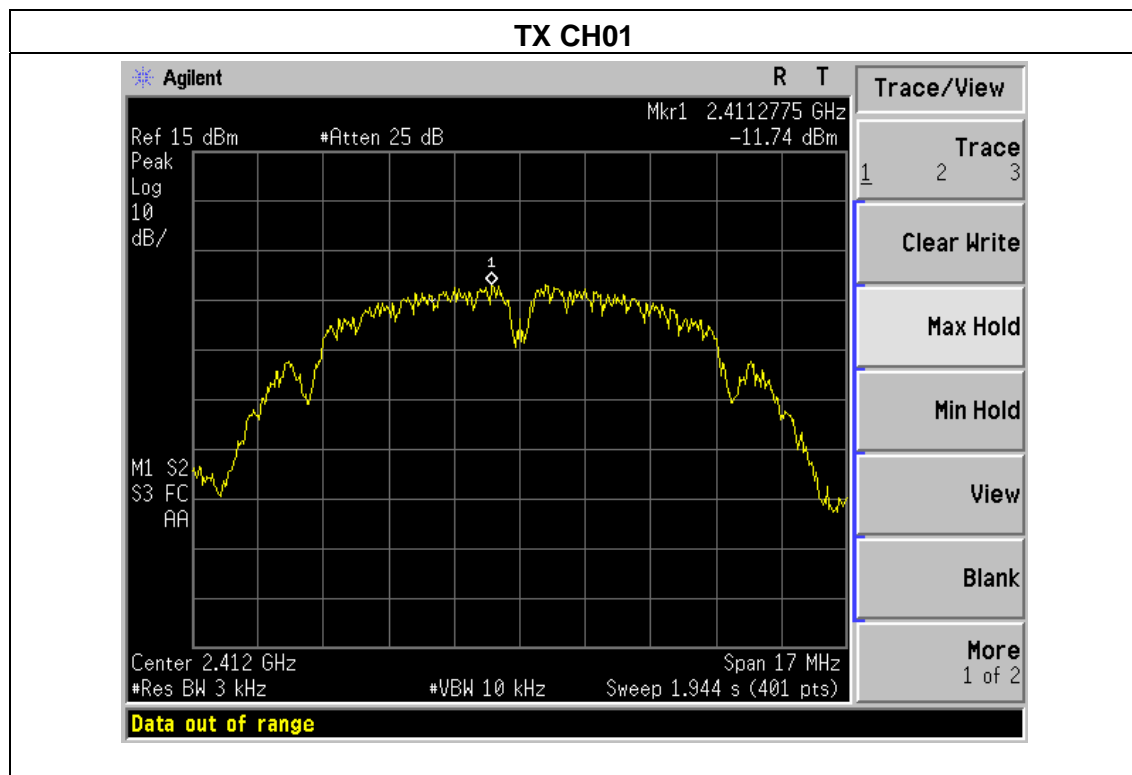 TX CH01
Agilent
R T
Mkr1 2.4112775 GHz
Ref 15 dBm #Atten 25 dB -11.74 dBm
Peak
Log
10
dB/
1
M1 S2
S3 FC
AA
Center 2.412 GHz Span 17 MHz
#Res BW 3 kHz #VBW 10 kHz Sweep 1.944 s (401 pts)
Data out of range
Trace/View
Trace
1 2 3
Clear Write
Max Hold
Min Hold
View
Blank
More
1 of 2